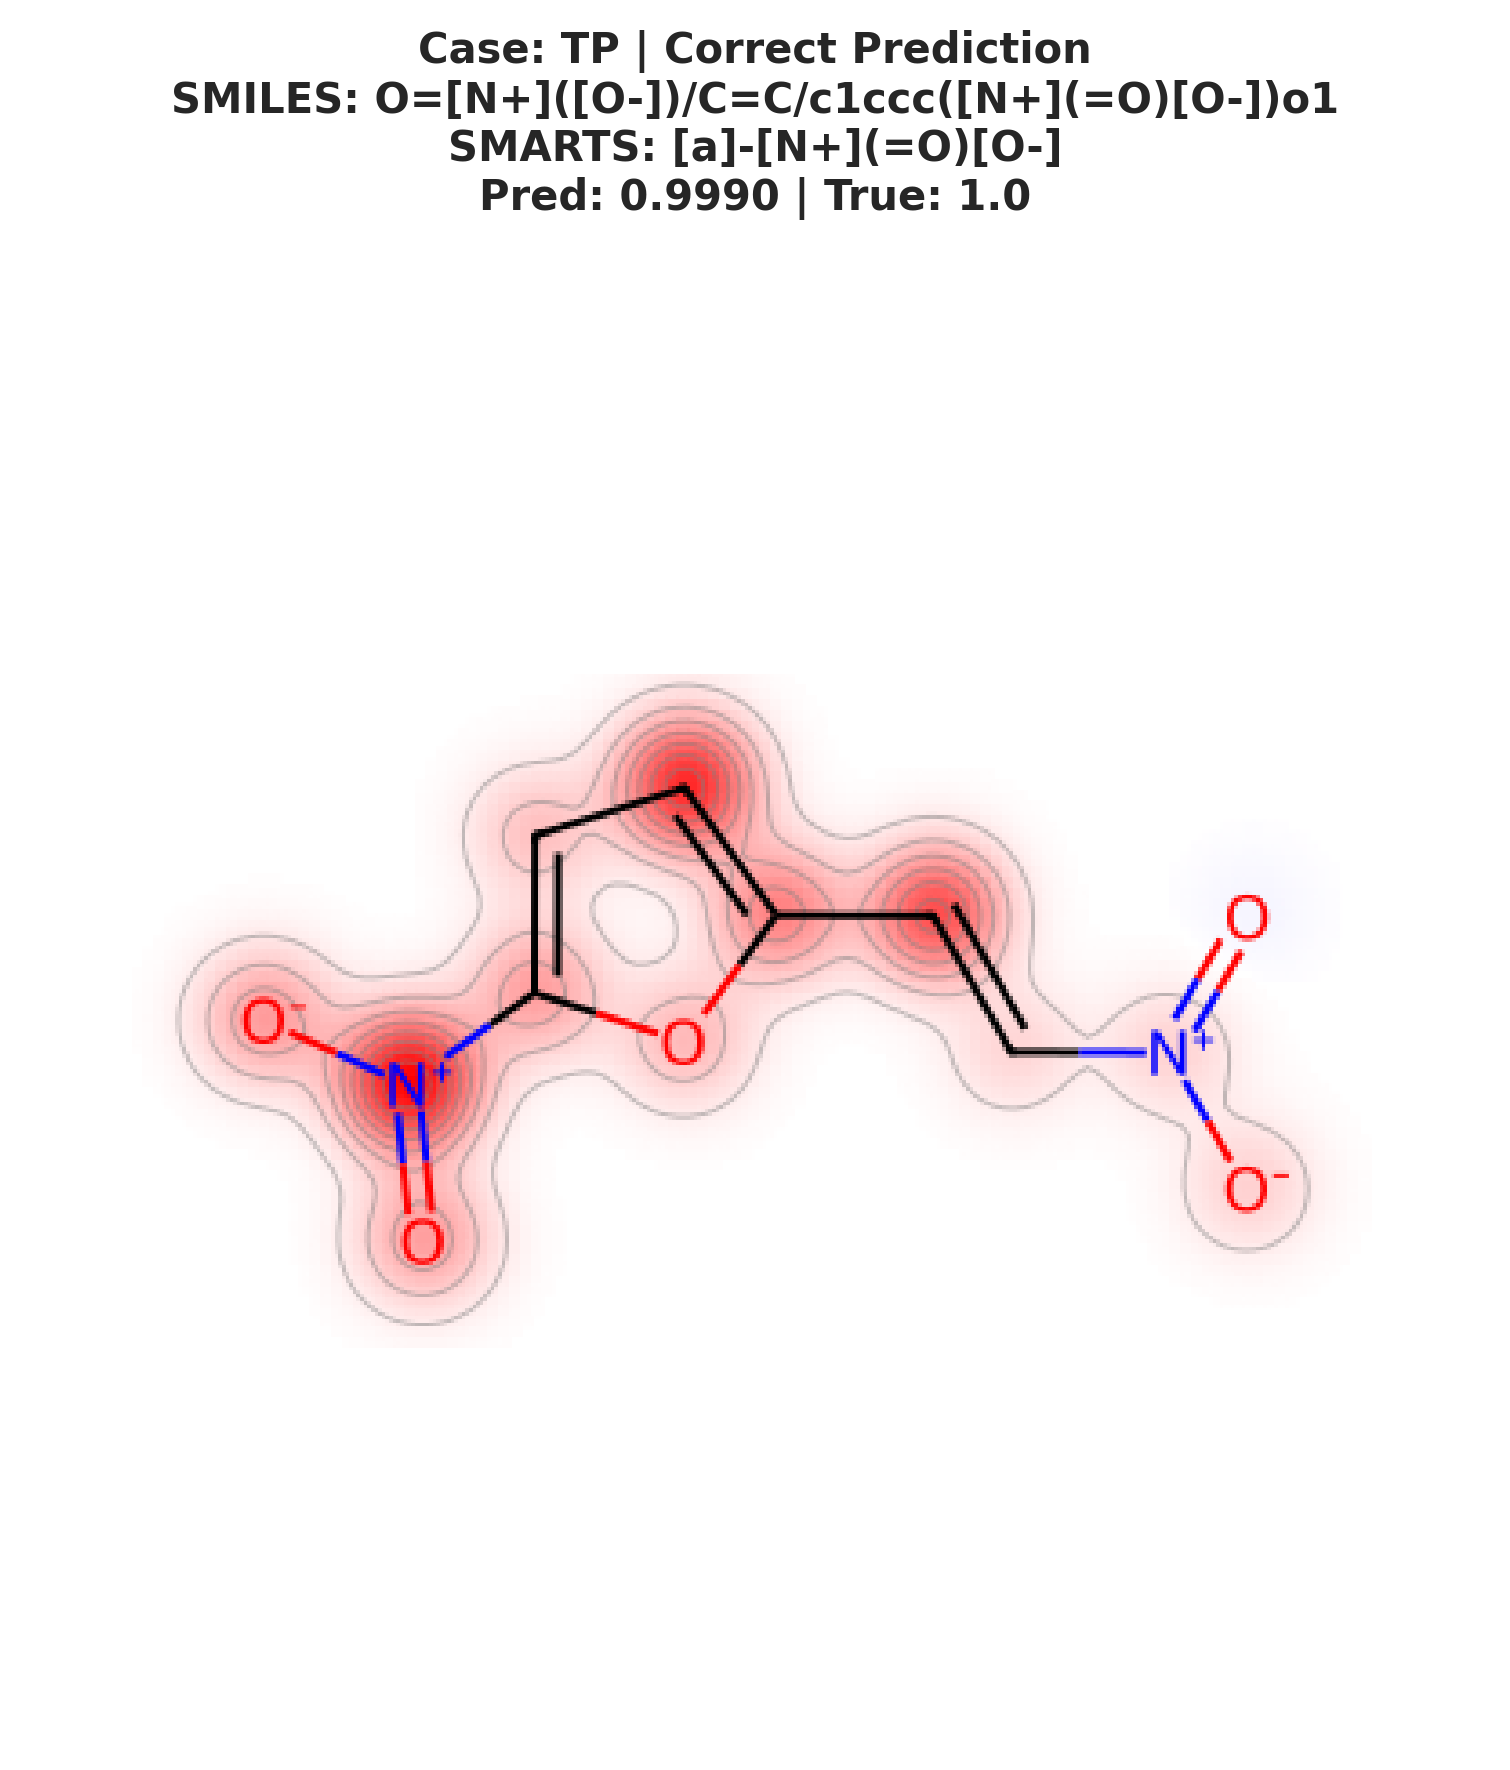 Case: TP | Correct Prediction
SMILES: O=[N+]([O-])/C=C/c1ccc([N+](=O)[O-])o1
SMARTS: [a]-[N+](=O)[O-]
Pred: 0.9990 | True: 1.0
O
O⁻
N⁺
O
N⁺
O⁻
O